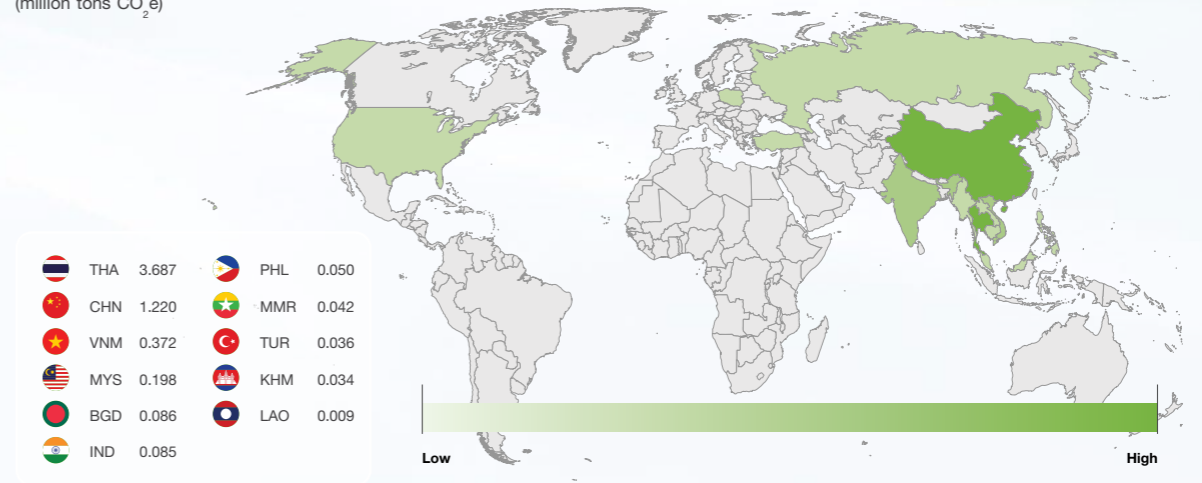 (million tons CO2e)
THA 3.687
CHN 1.220
VNM 0.372
MYS 0.198
BGD 0.086
IND 0.085
PHL 0.050
MMR 0.042
TUR 0.036
KHM 0.034
LAO 0.009
Low
High